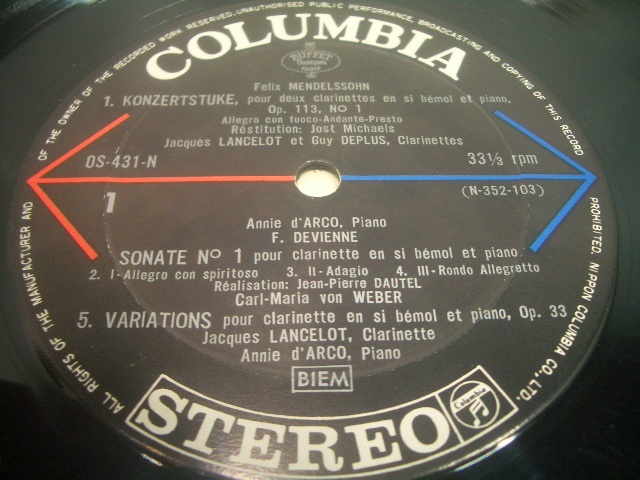 COLUMBIA
BUFFET
Crampon
PARIS
Felix MENDELSSOHN
1. KONZERTSTUKE, pour deux clarinettes en si bémol et piano,
Op. 113, NO 1
Allegro con fuoco-Andante-Presto
Réstitution: Jost Michaels
Jacques LANCELOT et Guy DEPLUS, Clarinettes
OS-431-N
33⅓ rpm
1
(N-352-103)
Annie d'ARCO, Piano
F. DEVIENNE
SONATE NO 1 pour clarinette en si bémol et piano
2. I-Allegro con spiritoso 3. II-Adagio 4. III-Rondo Allegretto
Réalisation: Jean-Pierre DAUTEL
Carl-Maria von WEBER
5. VARIATIONS pour clarinette en si bémol et piano, Op. 33
Jacques LANCELOT, Clarinette
Annie d'ARCO, Piano
BIEM
STEREO
Columbia
ALL RIGHTS OF THE MANUFACTURER AND OF THE OWNER OF THE RECORDED WORK RESERVED. UNAUTHORISED PUBLIC PERFORMANCE, BROADCASTING AND COPYING OF THIS RECORD PROHIBITED. NIPPON COLUMBIA CO., LTD.